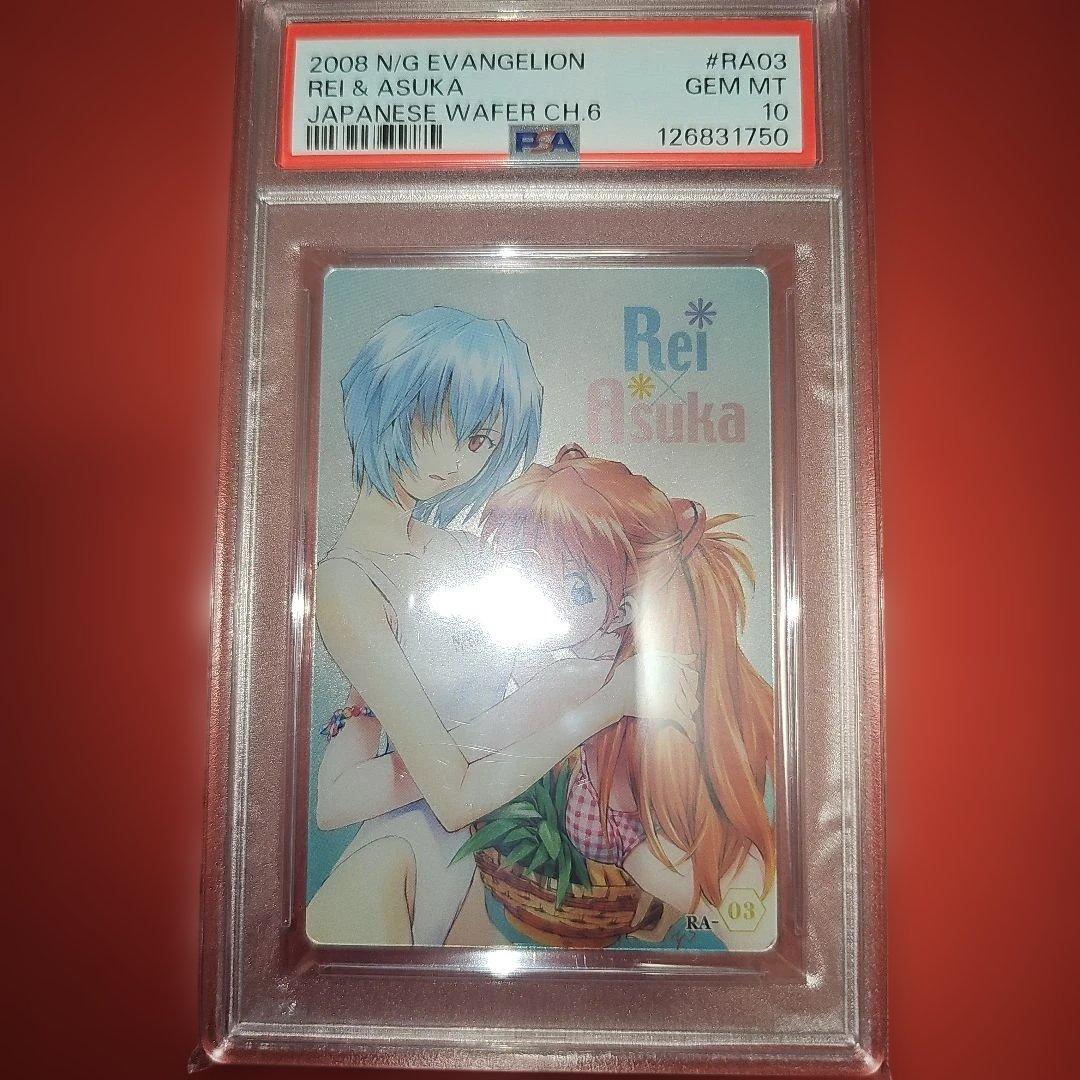 2008 N/G EVANGELION #RA03
REI & ASUKA GEM MT
JAPANESE WAFER CH.6 10
PSA 126831750
Rei
×
Asuka
RA-03